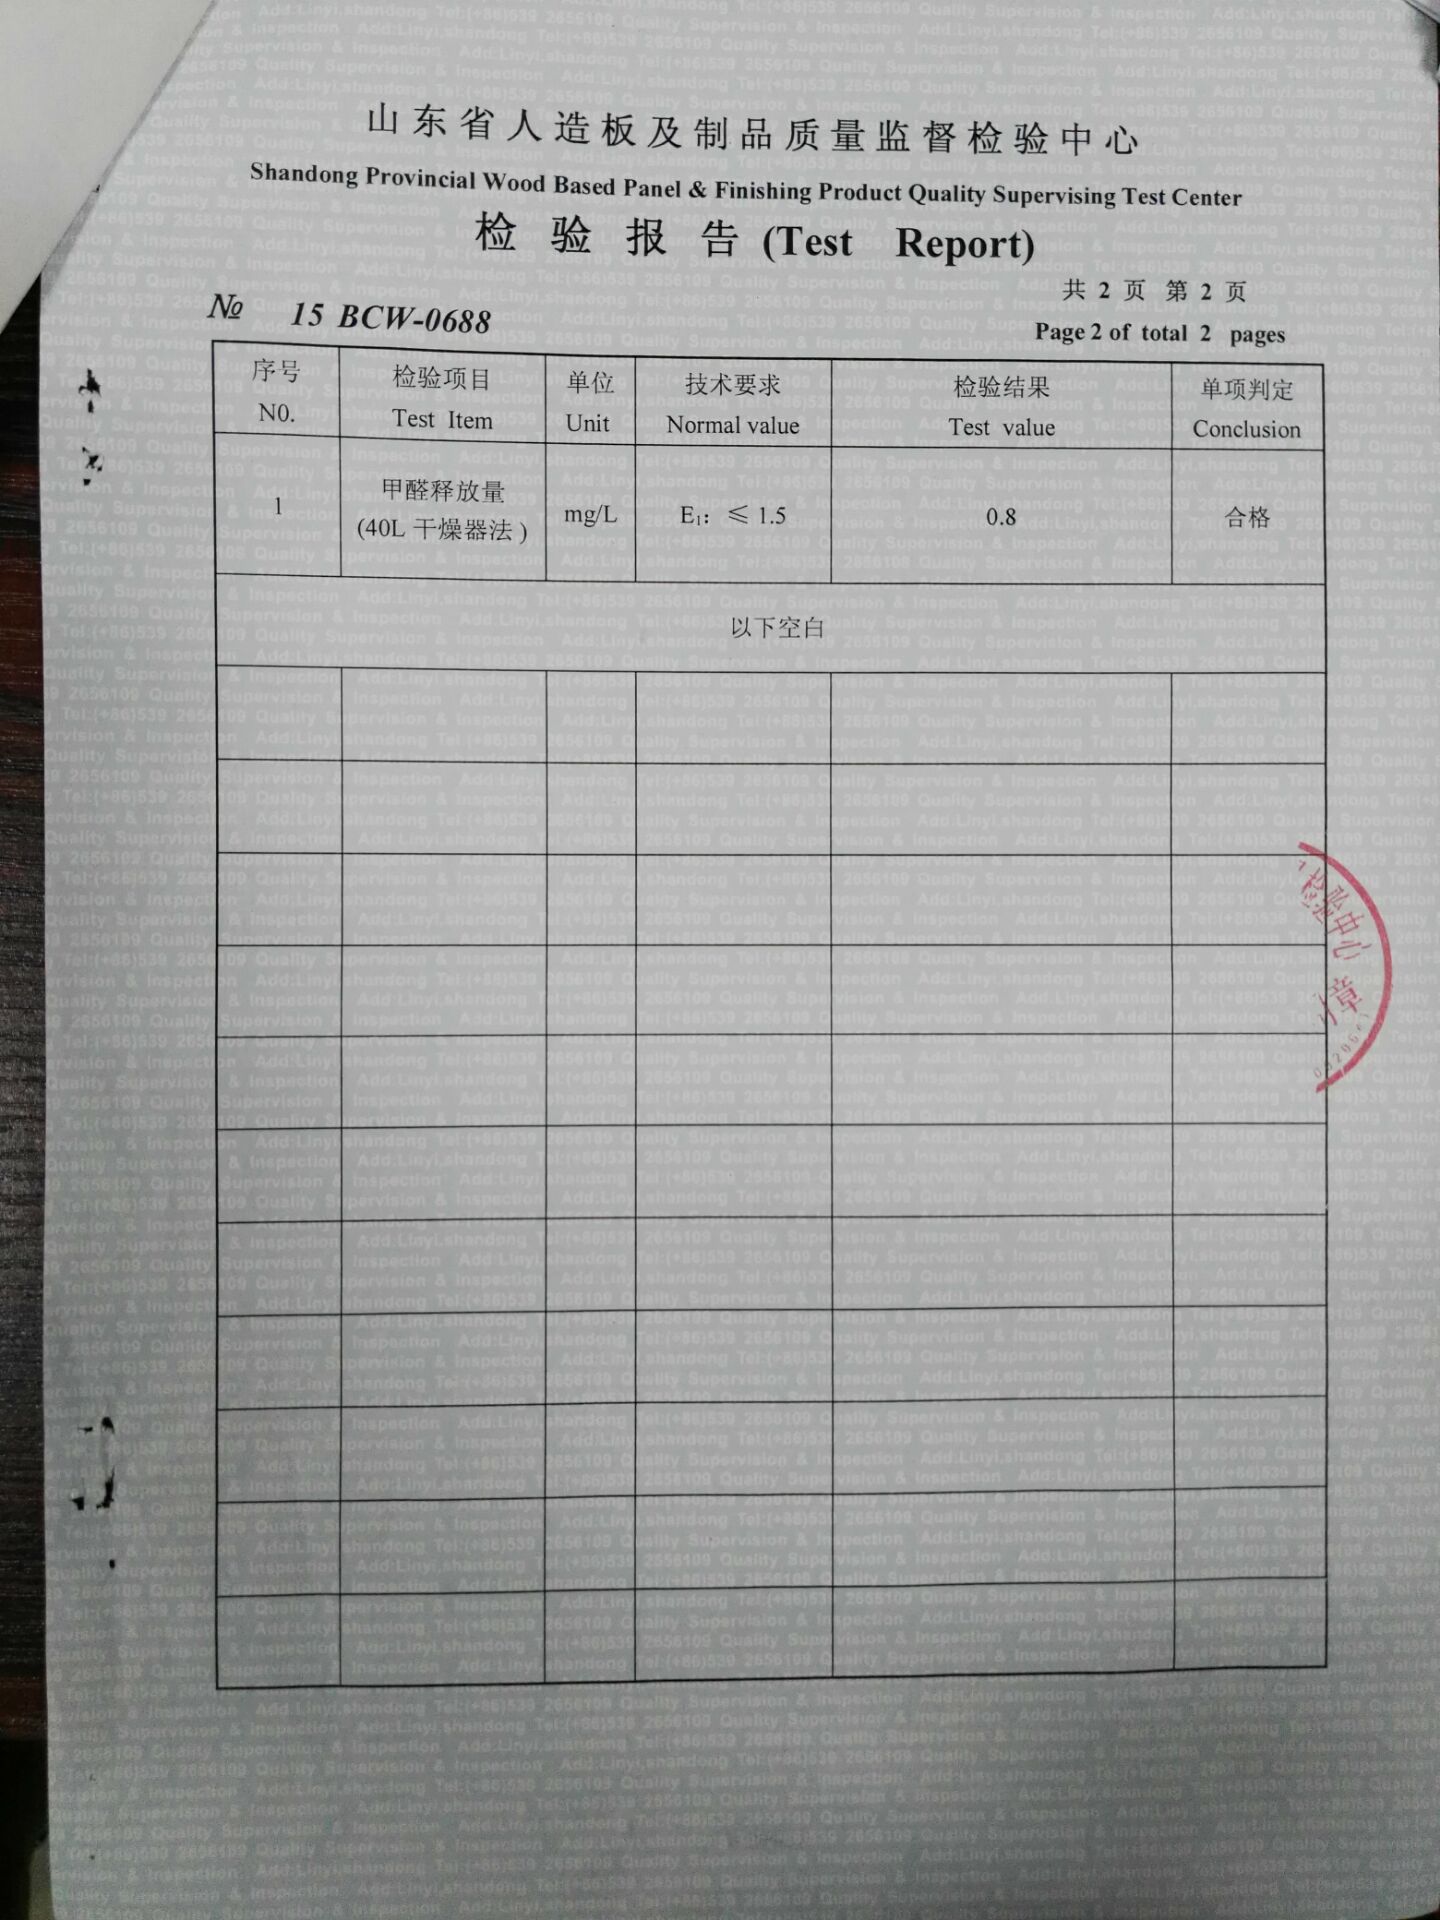 山东省人造板及制品质量监督检验中心
Shandong Provincial Wood Based Panel & Finishing Product Quality Supervising Test Center
检 验 报 告 (Test Report)
共 2 页 第 2 页
№ 15 BCW-0688
Page 2 of total 2 pages
序号 检验项目 单位 技术要求 检验结果 单项判定
N0. Test Item Unit Normal value Test value Conclusion
1 甲醛释放量 mg/L E₁: ≤ 1.5 0.8 合格
(40L 干燥器法)
以下空白
检验中心
章